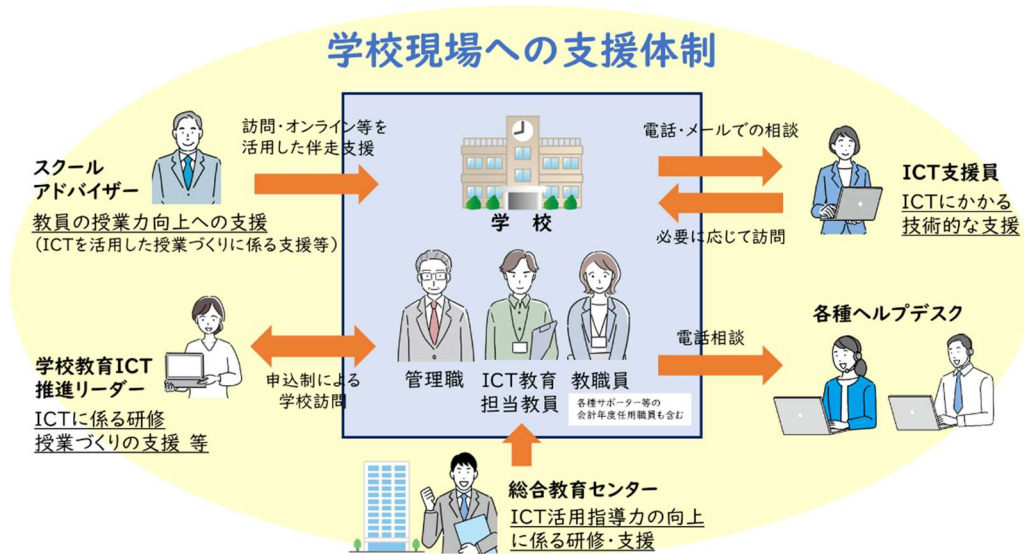 学校現場への支援体制
訪問・オンライン等を
活用した伴走支援
スクール
アドバイザー
教員の授業力向上への支援
（ICTを活用した授業づくりに係る支援等）
学　校
電話・メールでの相談
必要に応じて訪問
ICT支援員
ICTにかかる
技術的な支援
学校教育ICT
推進リーダー
ICTに係る研修
授業づくりの支援 等
申込制による
学校訪問
管理職
ICT教育
担当教員
教職員
各種サポーター等の
会計年度任用職員も含む
電話相談
各種ヘルプデスク
総合教育センター
ICT活用指導力の向上
に係る研修・支援